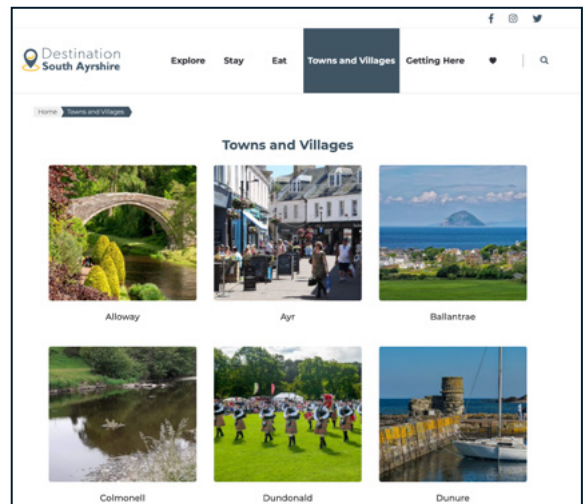 Destination
South Ayrshire
Explore Stay Eat Towns and Villages Getting Here
Home Towns and Villages
Towns and Villages
Alloway Ayr Ballantrae
Colmonell Dundonald Dunure